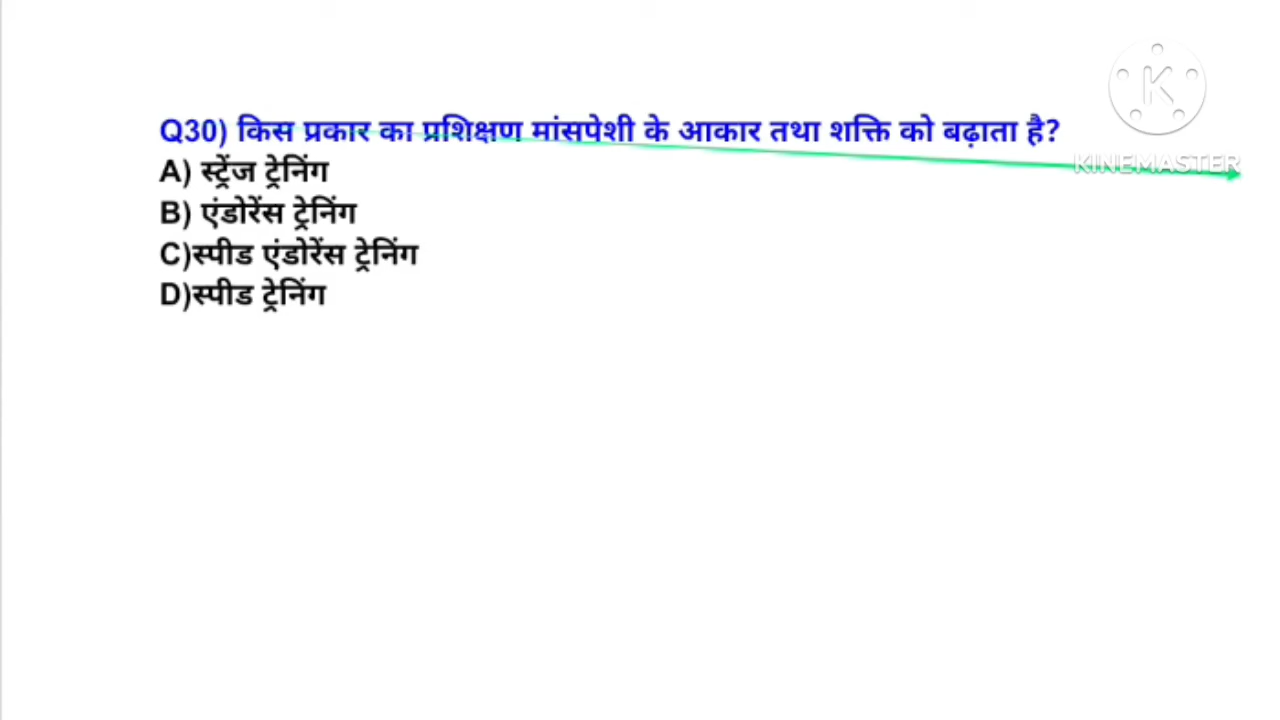 Q30) किस प्रकार का प्रशिक्षण मांसपेशी के आकार तथा शक्ति को बढ़ाता है?
KINEMASTER
A) स्ट्रेंज ट्रेनिंग
B) एंडोरेंस ट्रेनिंग
C)स्पीड एंडोरेंस ट्रेनिंग
D)स्पीड ट्रेनिंग